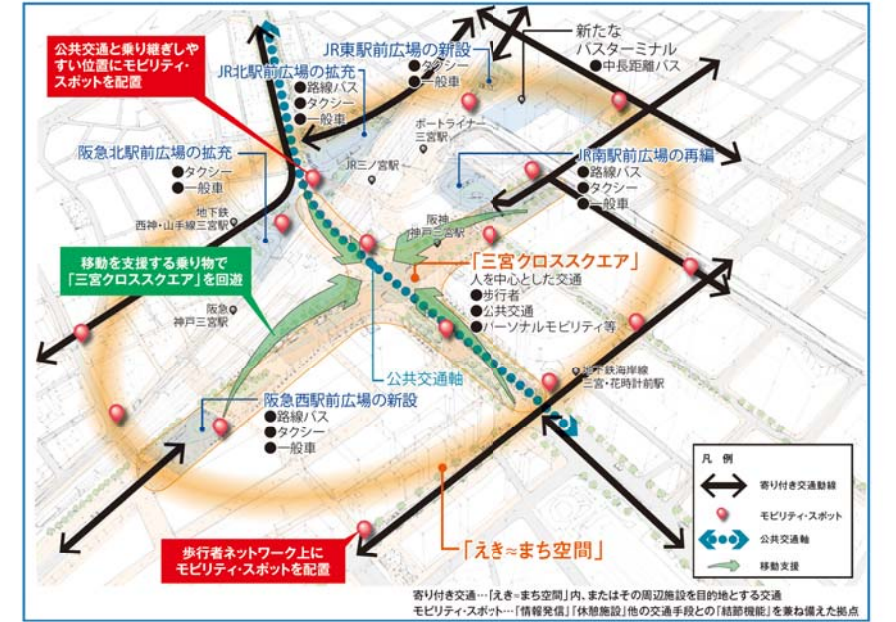 公共交通と乗り継ぎしや
すい位置にモビリティ・
スポットを配置
JR東駅前広場の新設
●タクシー
●一般車
新たな
バスターミナル
●中長距離バス
JR北駅前広場の拡充
●路線バス
●タクシー
●一般車
ポートライナー
三宮駅
阪急北駅前広場の拡充
●タクシー
●一般車
JR三ノ宮駅
JR南駅前広場の再編
●路線バス
●タクシー
●一般車
地下鉄
西神・山手線三宮駅
阪神
神戸三宮駅
移動を支援する乗り物で
「三宮クロススクエア」を回遊
「三宮クロススクエア」
人を中心とした交通
●歩行者
●公共交通
●パーソナルモビリティ等
阪急
神戸三宮駅
公共交通軸
地下鉄海岸線
三宮・花時計前駅
阪急西駅前広場の新設
●路線バス
●タクシー
●一般車
凡 例
寄り付き交通動線
モビリティ・スポット
公共交通軸
移動支援
歩行者ネットワーク上に
モビリティ・スポットを配置
「えき≈まち空間」
寄り付き交通…「えき≈まち空間」内、またはその周辺施設を目的地とする交通
モビリティ・スポット…「情報発信」「休憩施設」他の交通手段との「結節機能」を兼ね備えた拠点